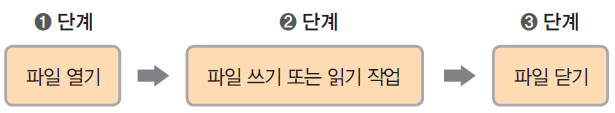 ❶ 단계
❷ 단계
❸ 단계
파일 열기
파일 쓰기 또는 읽기 작업
파일 닫기